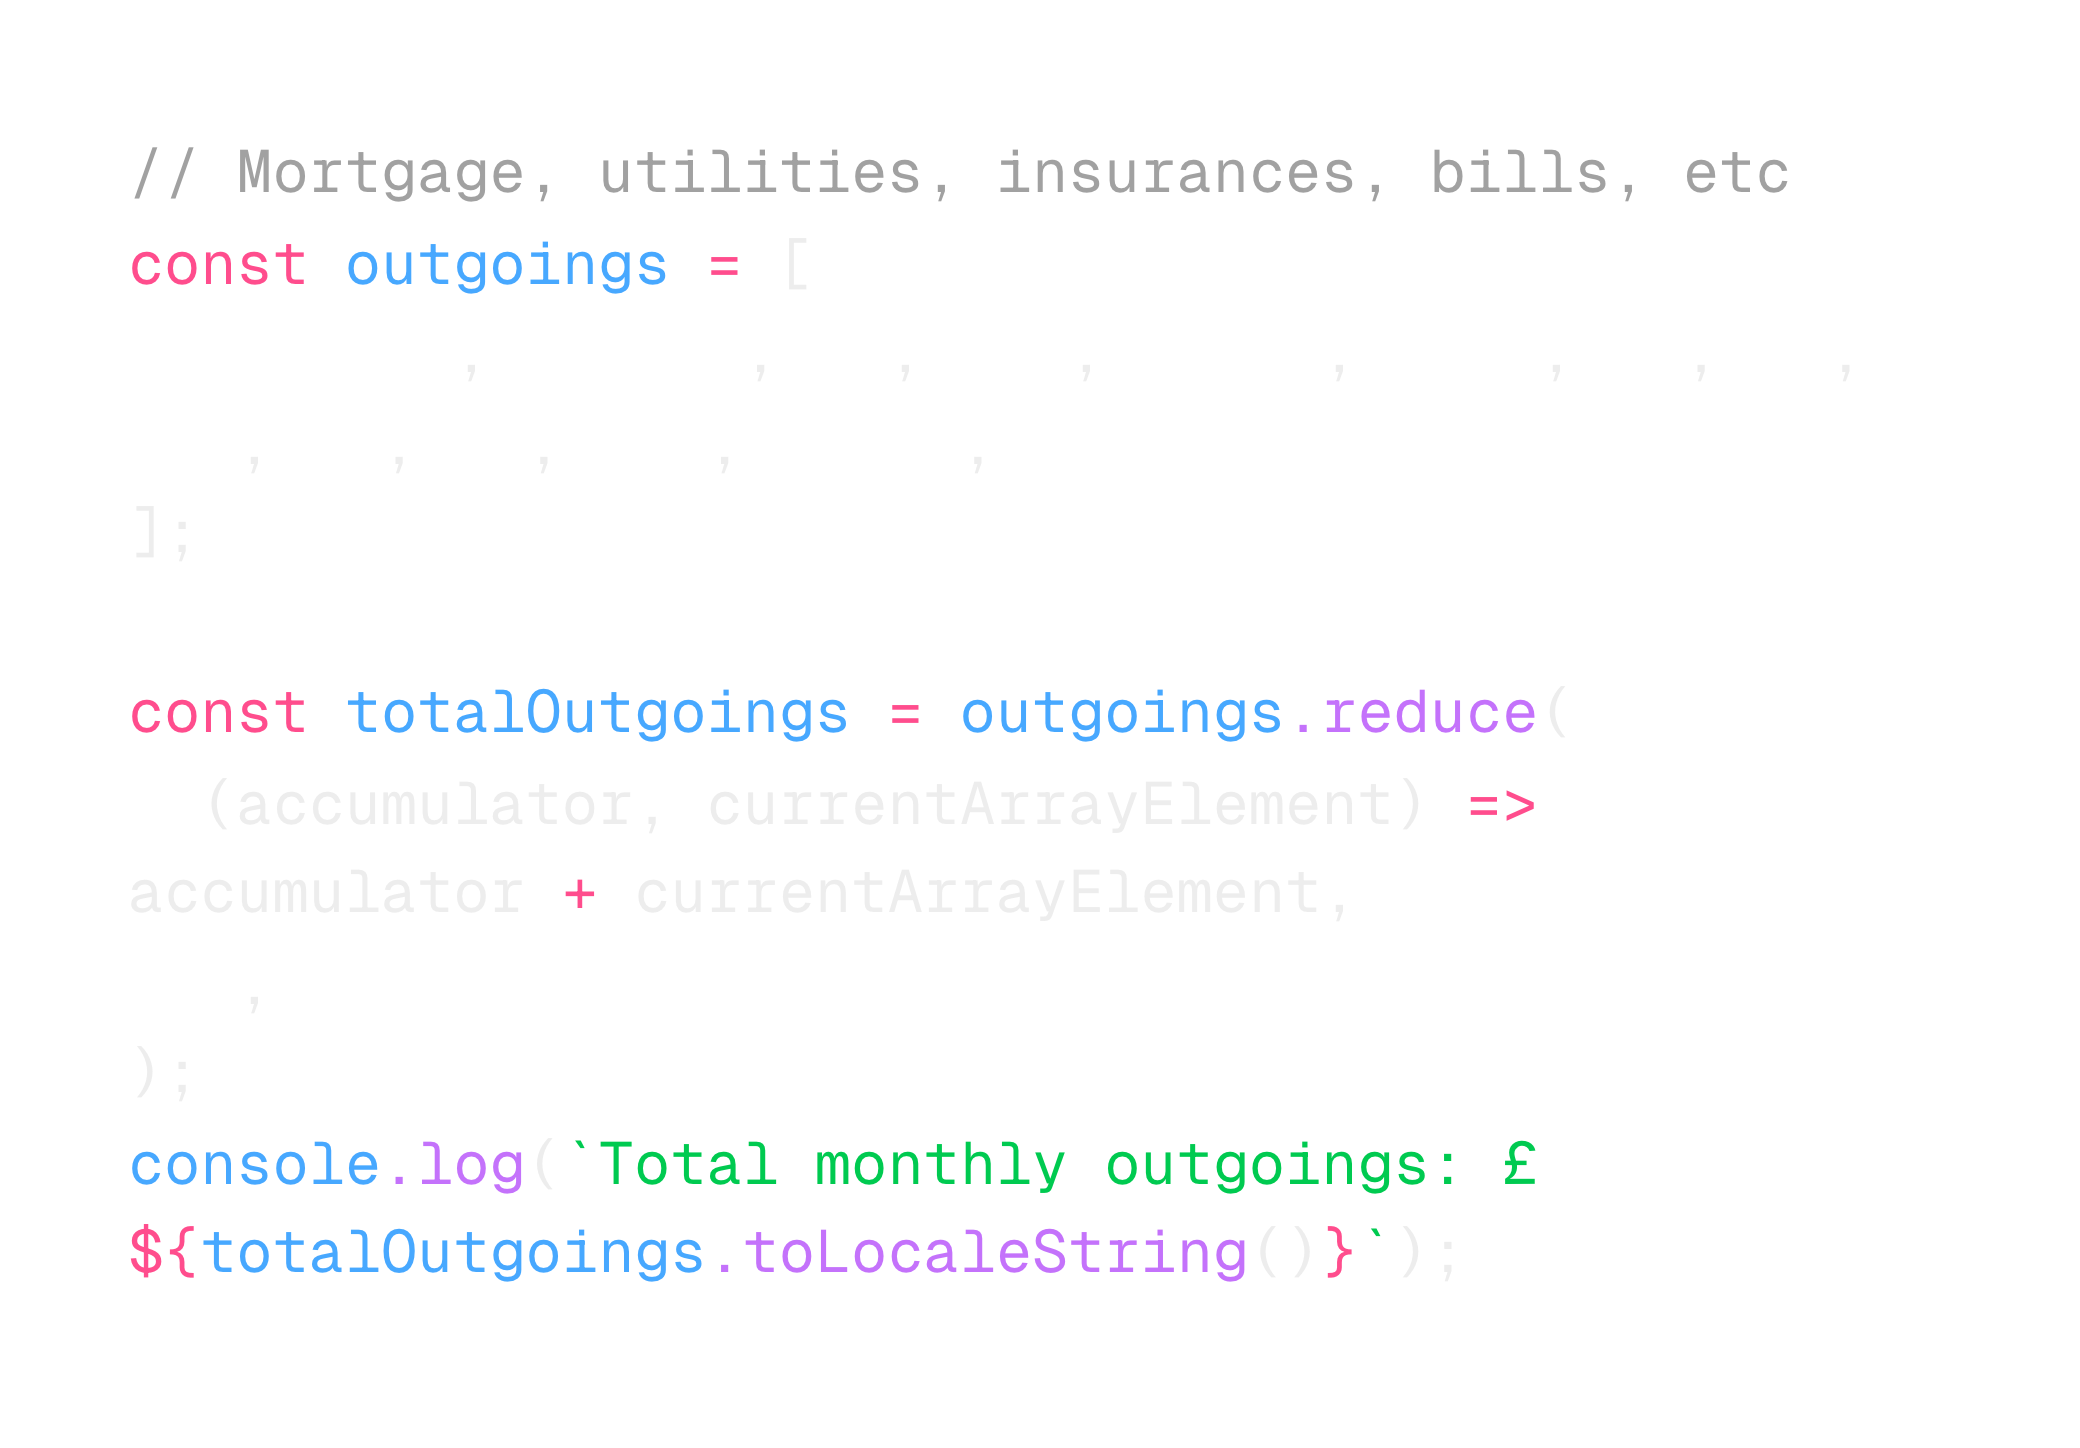 // Mortgage, utilities, insurances, bills, etc
const outgoings = [
, , , , , , , ,
, , , , ,
];
const totalOutgoings = outgoings.reduce(
(accumulator, currentArrayElement) =>
accumulator + currentArrayElement,
,
);
console.log(`Total monthly outgoings: £
${totalOutgoings.toLocaleString()}`);